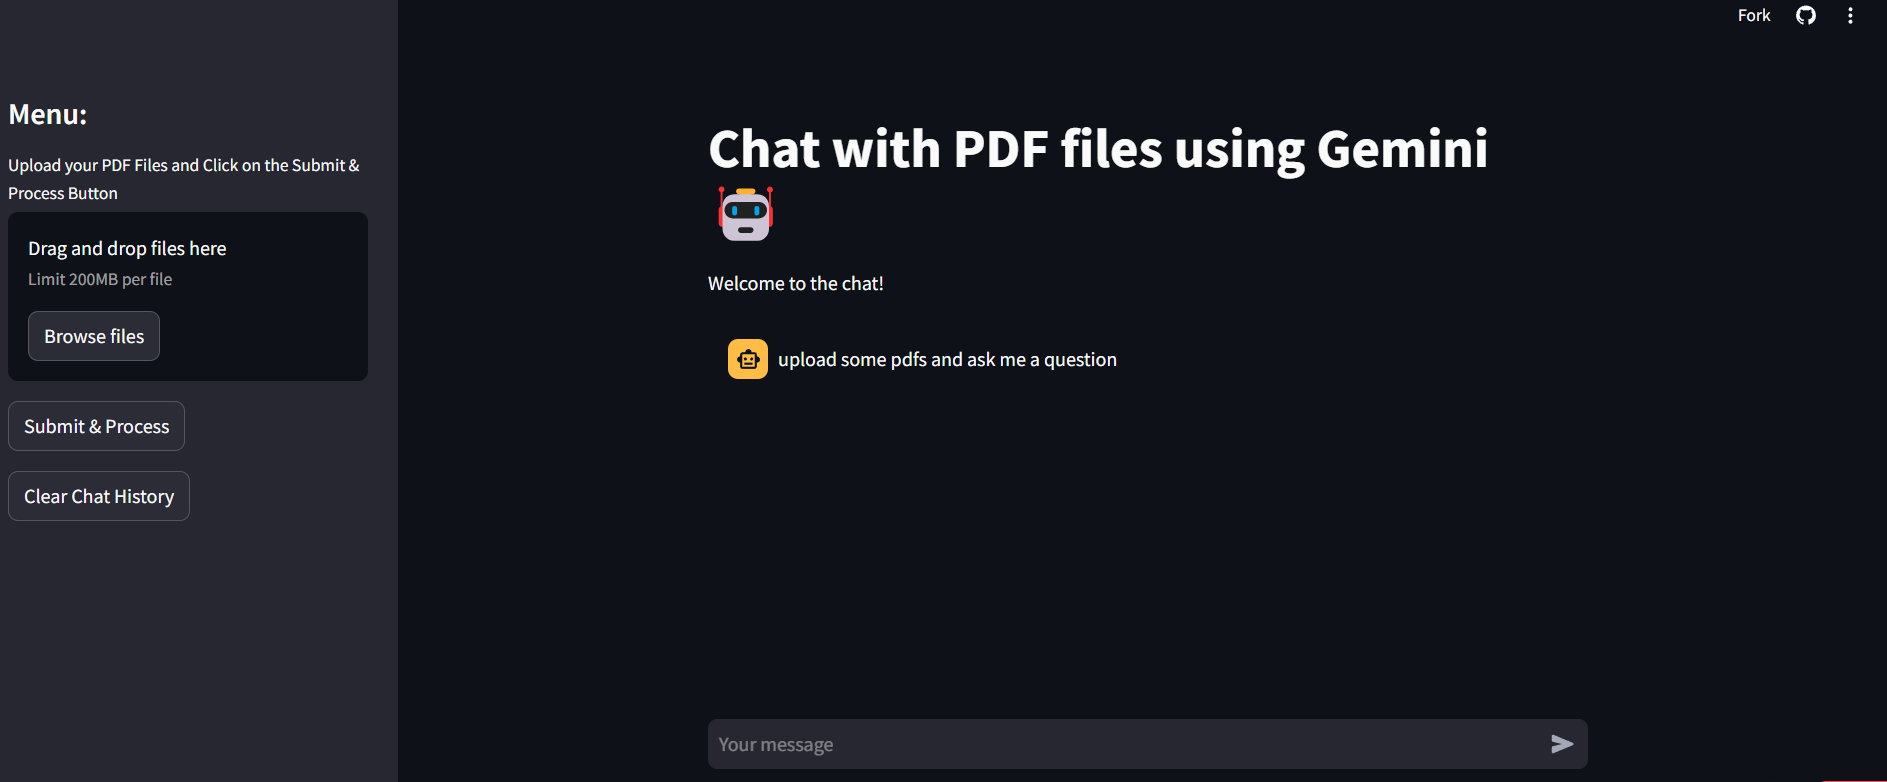 Fork
Menu:
Upload your PDF Files and Click on the Submit &
Process Button
Drag and drop files here
Limit 200MB per file
Browse files
Submit & Process
Clear Chat History
Chat with PDF files using Gemini
Welcome to the chat!
upload some pdfs and ask me a question
Your message